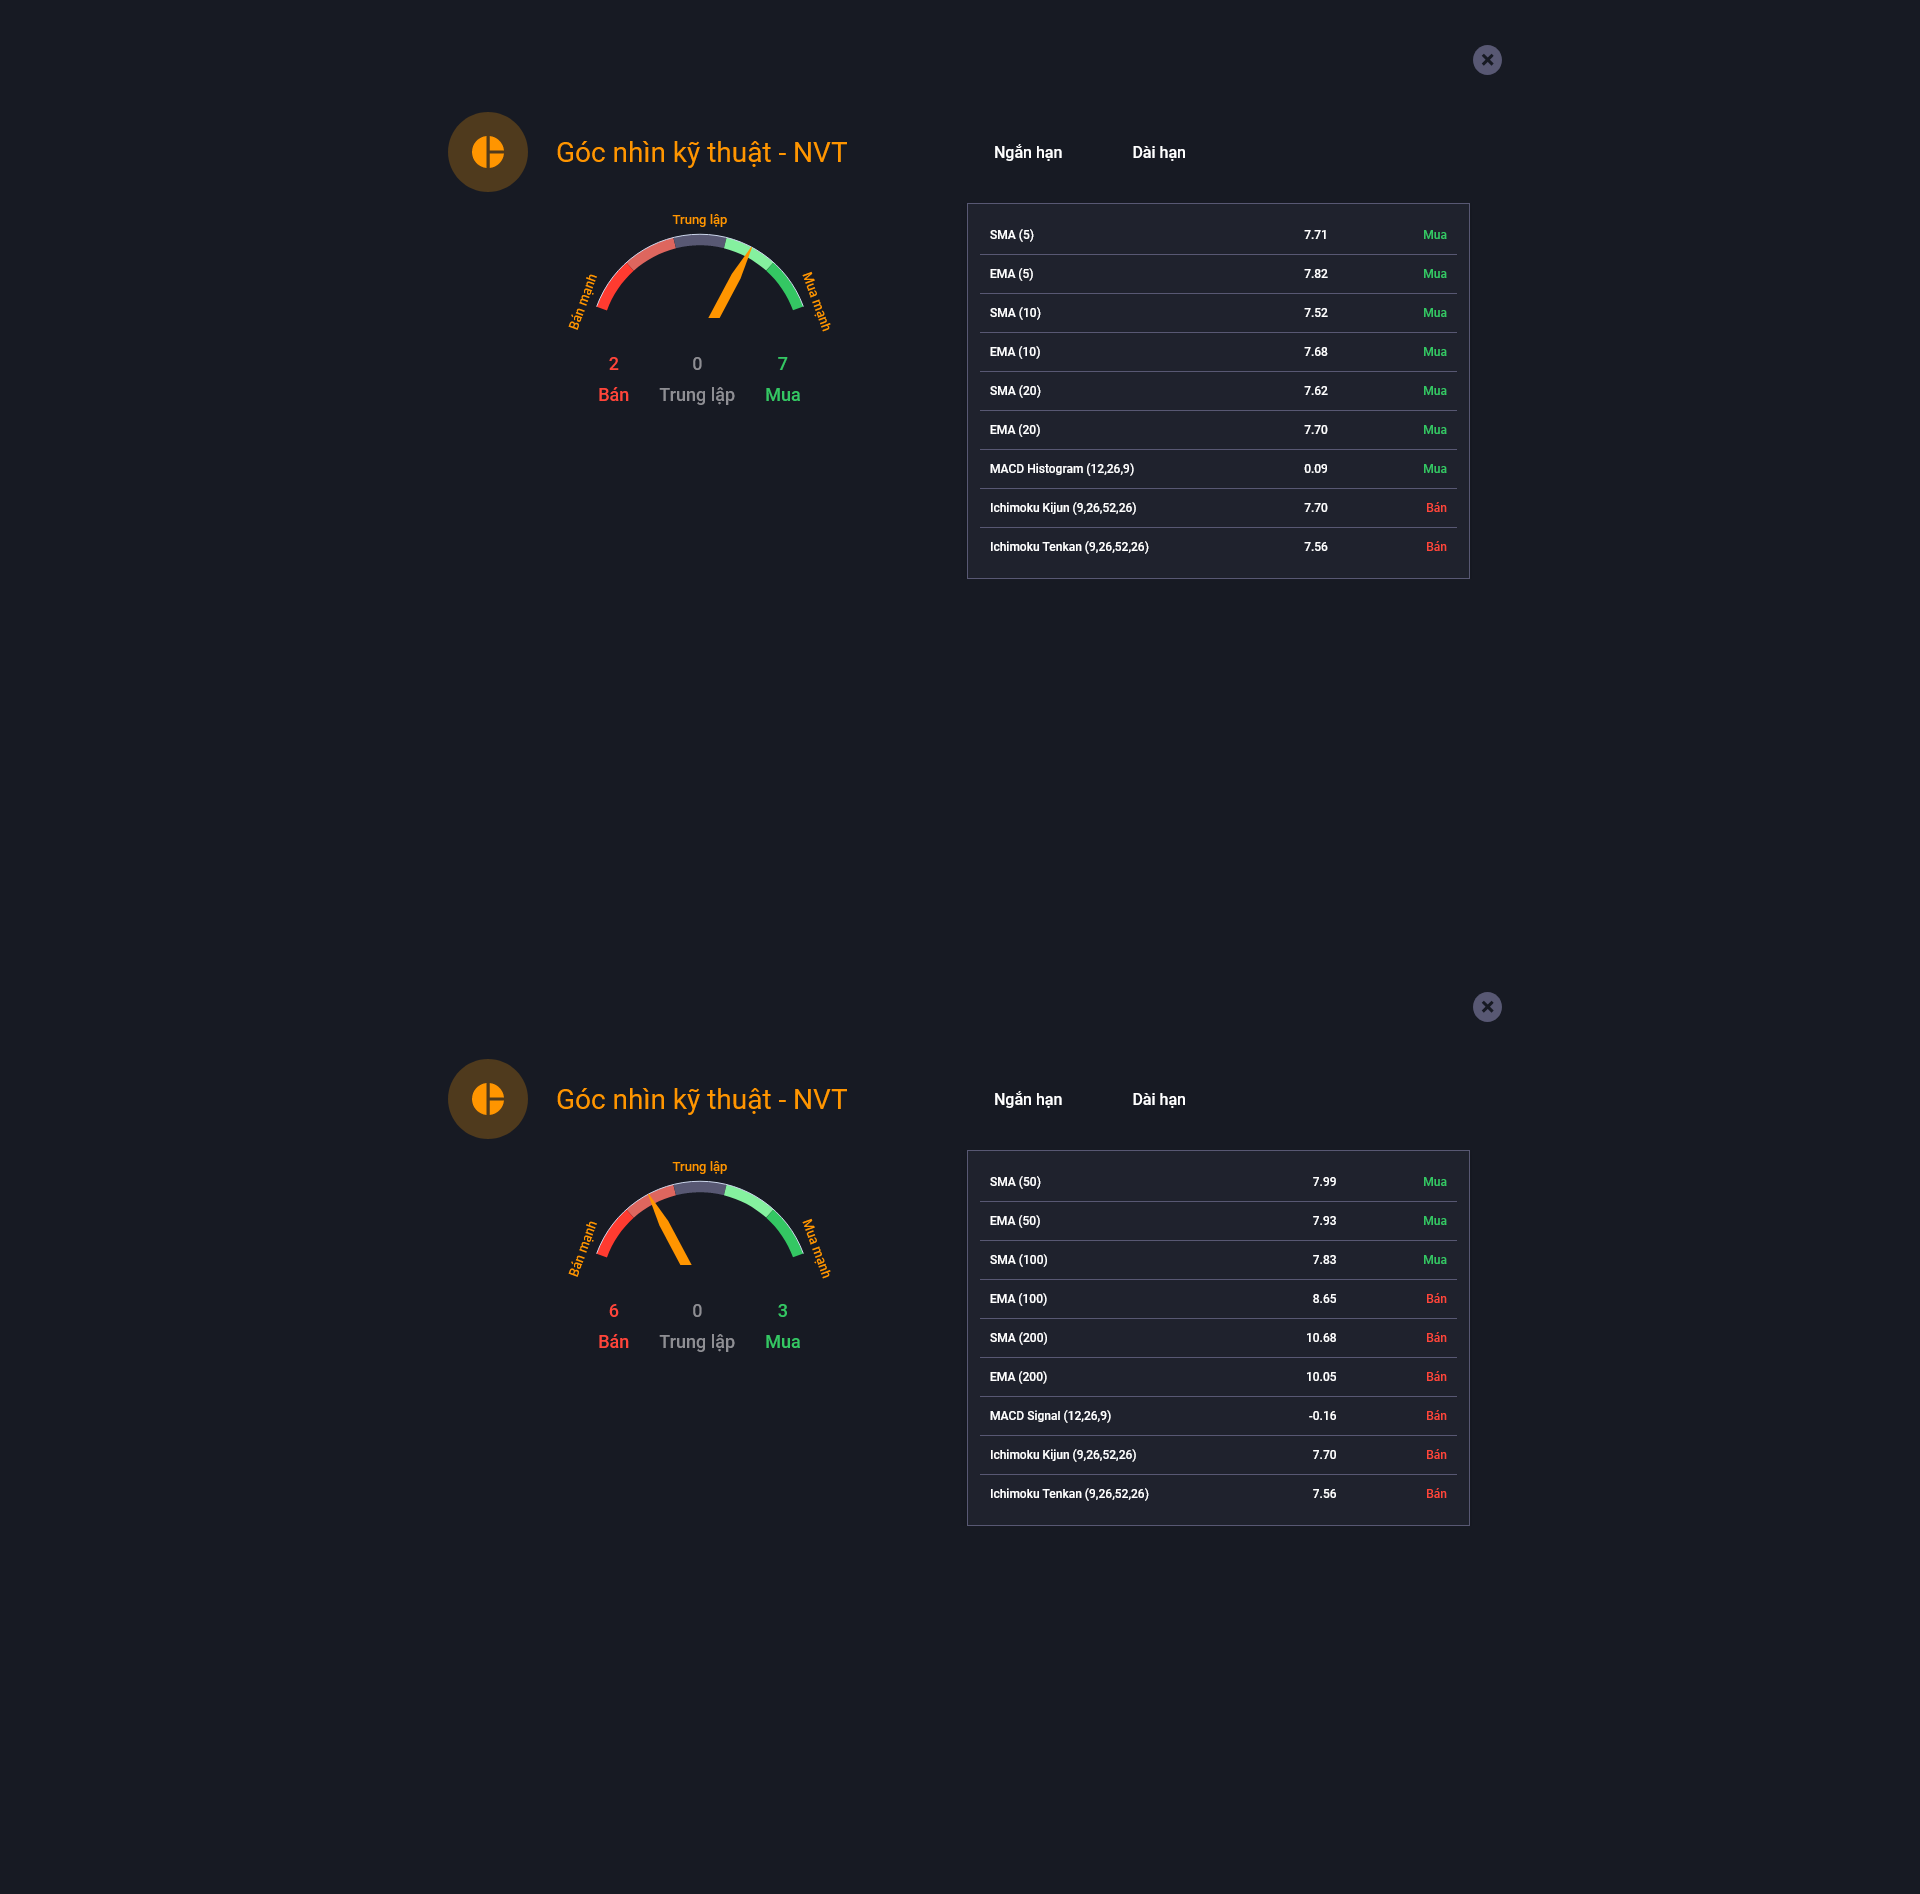 Góc nhìn kỹ thuật - NVT
Ngắn hạn Dài hạn
Trung lập
Bán mạnh
Mua mạnh
2 0 7
Bán Trung lập Mua
SMA (5) 7.71 Mua
EMA (5) 7.82 Mua
SMA (10) 7.52 Mua
EMA (10) 7.68 Mua
SMA (20) 7.62 Mua
EMA (20) 7.70 Mua
MACD Histogram (12,26,9) 0.09 Mua
Ichimoku Kijun (9,26,52,26) 7.70 Bán
Ichimoku Tenkan (9,26,52,26) 7.56 Bán
Góc nhìn kỹ thuật - NVT
Ngắn hạn Dài hạn
Trung lập
Bán mạnh
Mua mạnh
6 0 3
Bán Trung lập Mua
SMA (50) 7.99 Mua
EMA (50) 7.93 Mua
SMA (100) 7.83 Mua
EMA (100) 8.65 Bán
SMA (200) 10.68 Bán
EMA (200) 10.05 Bán
MACD Signal (12,26,9) -0.16 Bán
Ichimoku Kijun (9,26,52,26) 7.70 Bán
Ichimoku Tenkan (9,26,52,26) 7.56 Bán